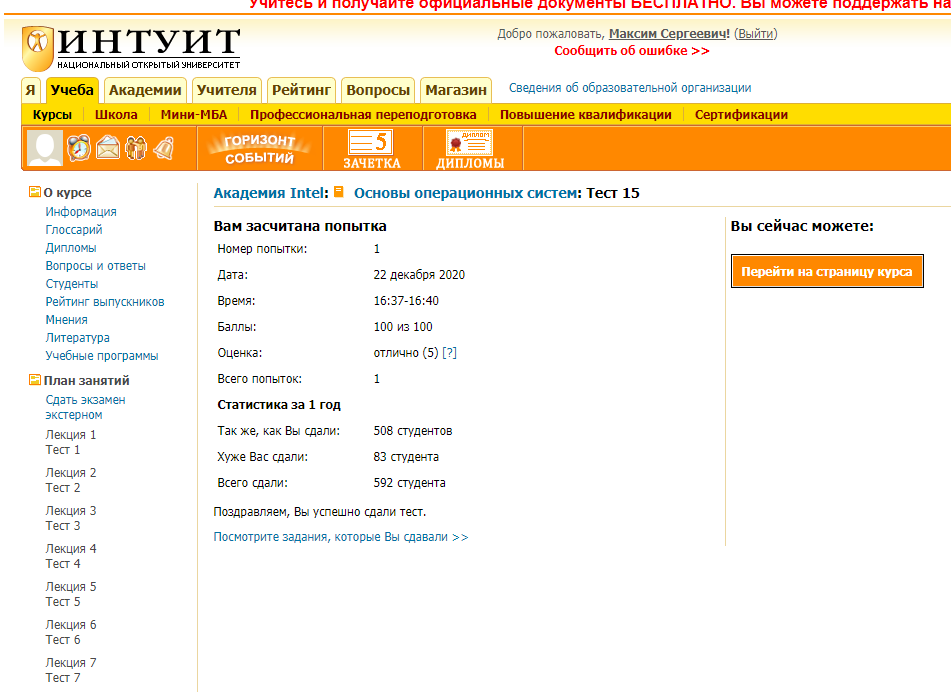 Учитесь и получайте официальные документы БЕСПЛАТНО. Вы можете поддержать на
ИНТУИТ
НАЦИОНАЛЬНЫЙ ОТКРЫТЫЙ УНИВЕРСИТЕТ
Добро пожаловать, Максим Сергеевич! (Выйти)
Сообщить об ошибке >>
Я Учеба Академии Учителя Рейтинг Вопросы Магазин Сведения об образовательной организации
Курсы Школа Мини-МБА Профессиональная переподготовка Повышение квалификации Сертификации
ГОРИЗОНТ СОБЫТИЙ
5
ЗАЧЕТКА
ДИПЛОМ
ДИПЛОМЫ
О курсе
Информация
Глоссарий
Дипломы
Вопросы и ответы
Студенты
Рейтинг выпускников
Мнения
Литература
Учебные программы
План занятий
Сдать экзамен
экстерном
Лекция 1
Тест 1
Лекция 2
Тест 2
Лекция 3
Тест 3
Лекция 4
Тест 4
Лекция 5
Тест 5
Лекция 6
Тест 6
Лекция 7
Тест 7
Академия Intel: Основы операционных систем: Тест 15
Вам засчитана попытка
Номер попытки: 1
Дата: 22 декабря 2020
Время: 16:37-16:40
Баллы: 100 из 100
Оценка: отлично (5) [?]
Всего попыток: 1
Статистика за 1 год
Так же, как Вы сдали: 508 студентов
Хуже Вас сдали: 83 студента
Всего сдали: 592 студента
Поздравляем, Вы успешно сдали тест.
Посмотрите задания, которые Вы сдавали >>
Вы сейчас можете:
Перейти на страницу курса